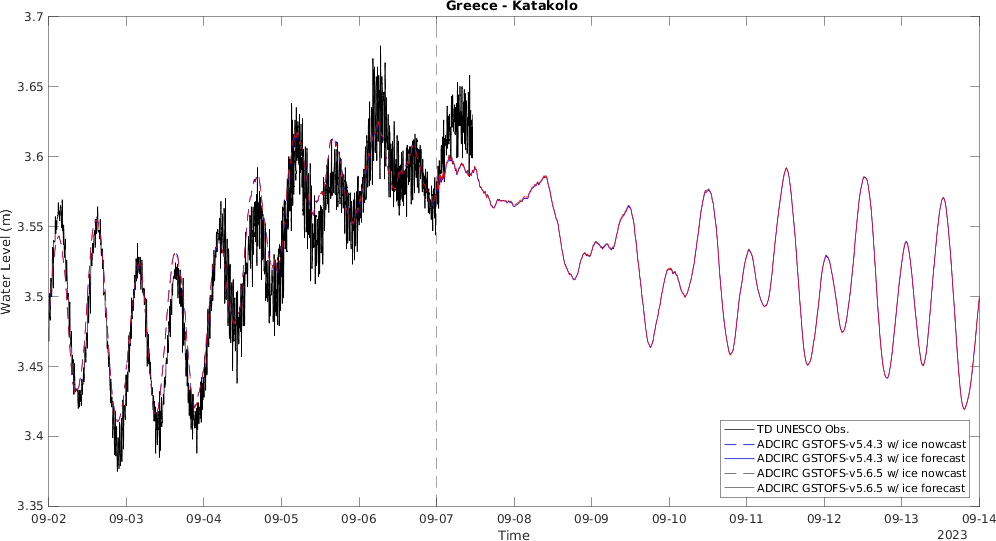 Greece - Katakolo
Water Level (m)
3.7
3.65
3.6
3.55
3.5
3.45
3.4
3.35
TD UNESCO Obs.
ADCIRC GSTOFS-v5.4.3 w/ ice nowcast
ADCIRC GSTOFS-v5.4.3 w/ ice forecast
ADCIRC GSTOFS-v5.6.5 w/ ice nowcast
ADCIRC GSTOFS-v5.6.5 w/ ice forecast
09-02 09-03 09-04 09-05 09-06 09-07 09-08 09-09 09-10 09-11 09-12 09-13 09-14
Time
2023